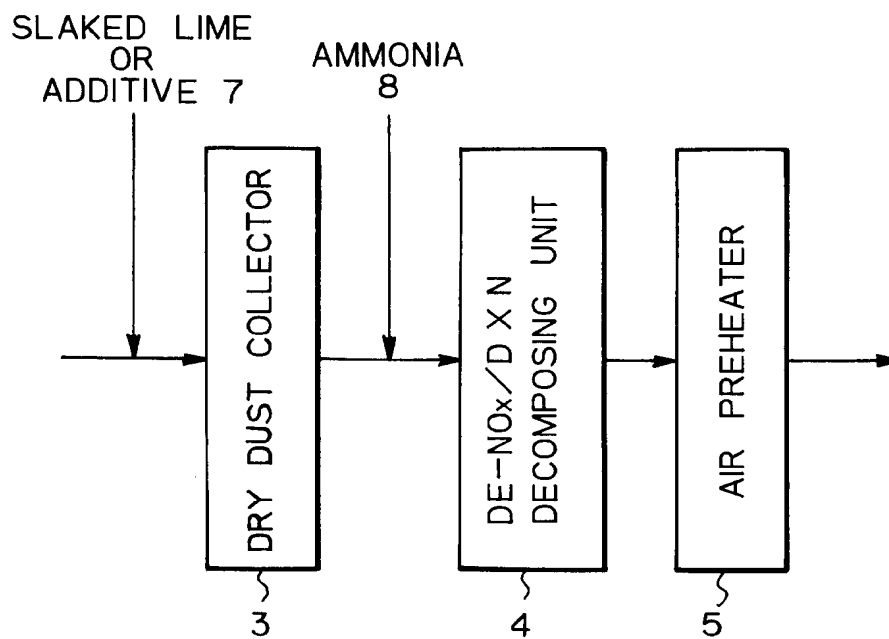 SLAKED LIME
OR
ADDITIVE 7
AMMONIA
8
DRY DUST COLLECTOR
DE-NOx/D X N
DECOMPOSING UNIT
AIR PREHEATER
3
4
5